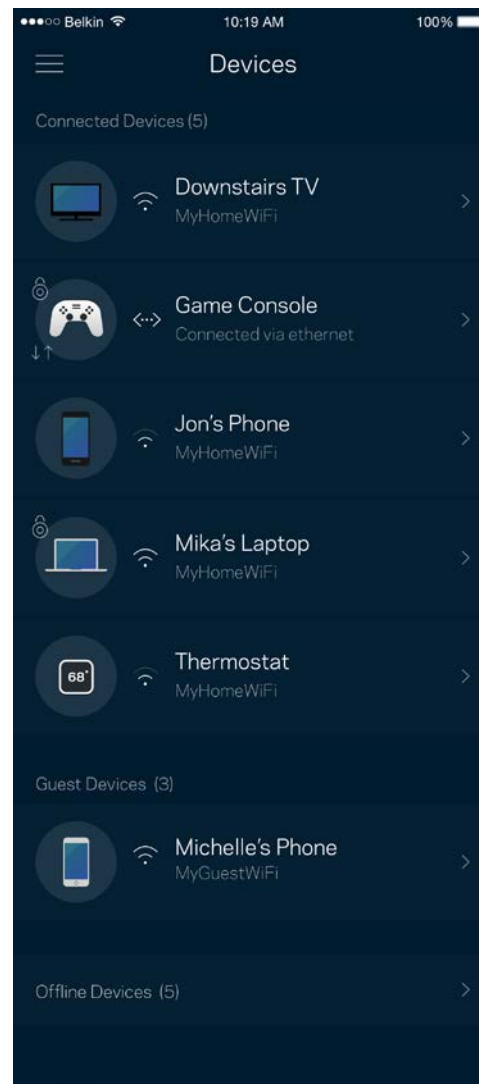 Belkin 10:19 AM 100%
Devices
Connected Devices (5)
Downstairs TV
MyHomeWiFi
Game Console
Connected via ethernet
Jon's Phone
MyHomeWiFi
Mika's Laptop
MyHomeWiFi
68°
Thermostat
MyHomeWiFi
Guest Devices (3)
Michelle's Phone
MyGuestWiFi
Offline Devices (5)